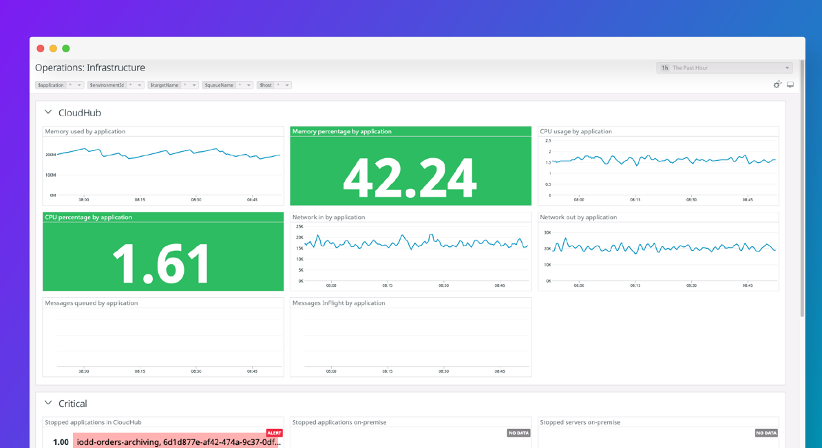 Operations: Infrastructure
1h The Past Hour
$application * $environmentId * $targetName * $queueName * $host *
CloudHub
Memory used by application
200M
100M
0M
08:00 08:15 08:30 08:45
Memory percentage by application
42.24
CPU usage by application
2.5
2
1.5
1
0.5
0
08:00 08:15 08:30 08:45
CPU percentage by application
1.61
Network in by application
25K
20K
15K
10K
5K
0K
08:00 08:15 08:30 08:45
Network out by application
30K
20K
10K
0K
08:00 08:15 08:30 08:45
Messages queued by application
08:00 08:15 08:30 08:45
Messages InFlight by application
08:00 08:15 08:30 08:45
Critical
Stopped applications in CloudHub
ALERT
1.00 iodd-orders-archiving, 6d1d877e-af42-474a-9c37-0df...
Stopped applications on-premise
NO DATA
Stopped servers on-premise
NO DATA